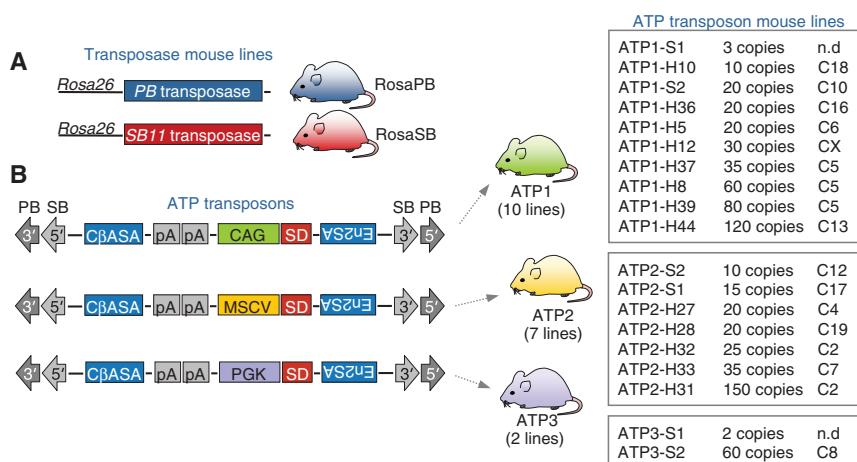 A
Transposase mouse lines
Rosa26 PB transposase RosaPB
Rosa26 SB11 transposase RosaSB
B
ATP transposons
PB SB SB PB
3' 5' CβASA pA pA CAG SD En2SA 3' 5'
3' 5' CβASA pA pA MSCV SD En2SA 3' 5'
3' 5' CβASA pA pA PGK SD En2SA 3' 5'
ATP1
(10 lines)
ATP2
(7 lines)
ATP3
(2 lines)
ATP transposon mouse lines
ATP1-S1 3 copies n.d
ATP1-H10 10 copies C18
ATP1-S2 20 copies C10
ATP1-H36 20 copies C16
ATP1-H5 20 copies C6
ATP1-H12 30 copies CX
ATP1-H37 35 copies C5
ATP1-H8 60 copies C5
ATP1-H39 80 copies C5
ATP1-H44 120 copies C13
ATP2-S2 10 copies C12
ATP2-S1 15 copies C17
ATP2-H27 20 copies C4
ATP2-H28 20 copies C19
ATP2-H32 25 copies C2
ATP2-H33 35 copies C7
ATP2-H31 150 copies C2
ATP3-S1 2 copies n.d
ATP3-S2 60 copies C8